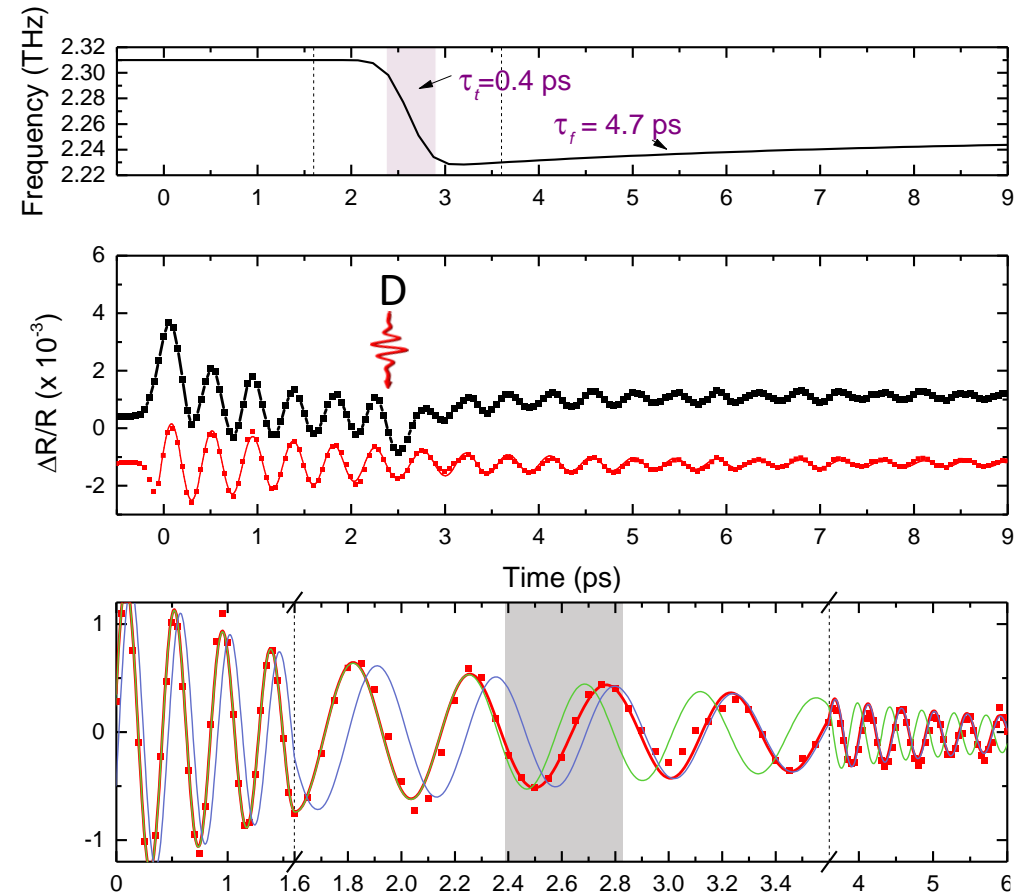 Frequency (THz)
2.32
2.30
2.28
2.26
2.24
2.22
τt=0.4 ps
τf = 4.7 ps
0 1 2 3 4 5 6 7 8 9
ΔR/R (x 10-3)
6
4
2
0
-2
D
0 1 2 3 4 5 6 7 8 9
Time (ps)
1
0
-1
0 1 1.6 1.8 2.0 2.2 2.4 2.6 2.8 3.0 3.2 3.4 4 5 6